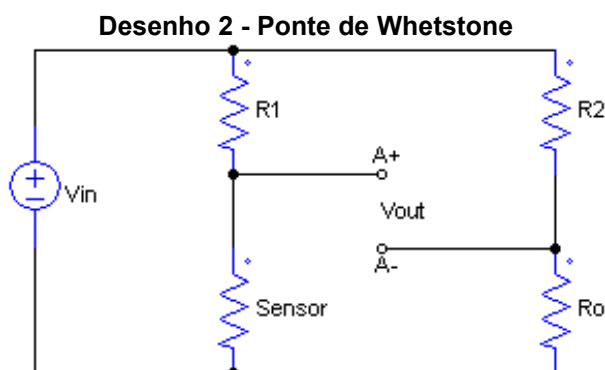 Desenho 2 - Ponte de Whetstone
R1
R2
A+
Vin
Vout
A-
Sensor
Ro